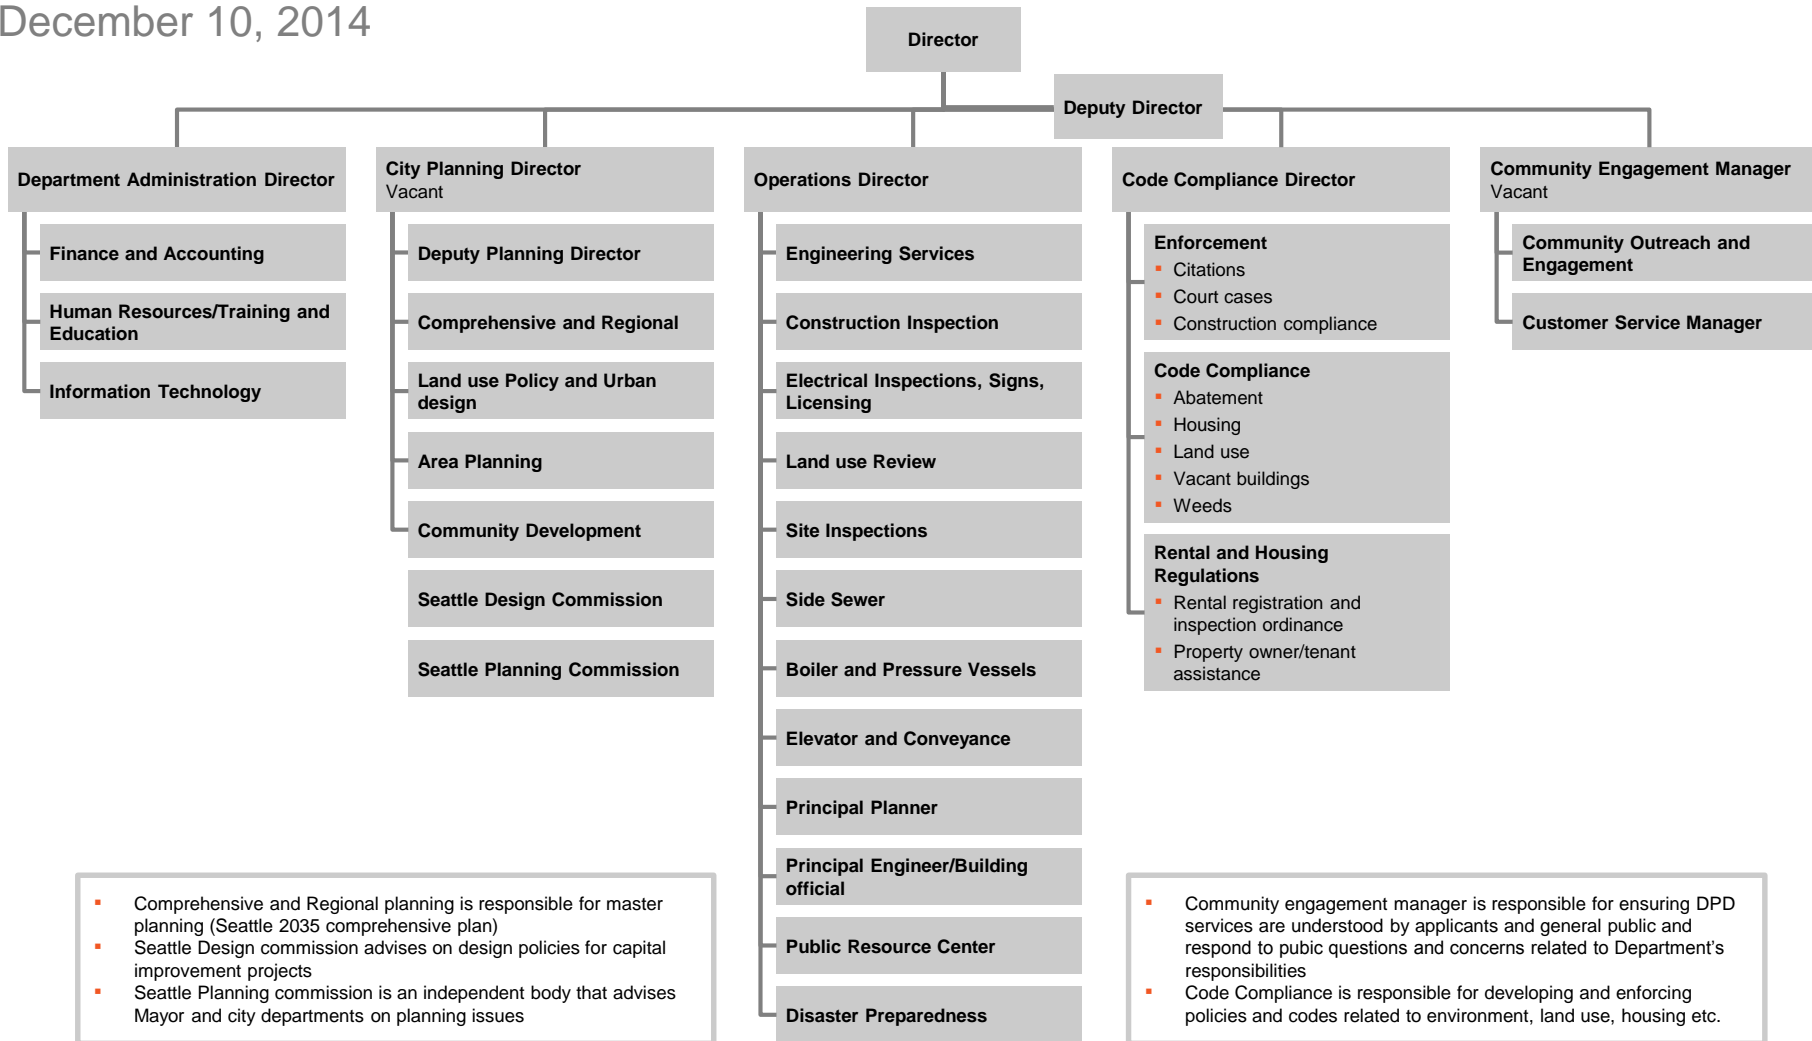 December 10, 2014
Director
Deputy Director
Department Administration Director
Finance and Accounting
Human Resources/Training and
Education
Information Technology
City Planning Director
Vacant
Deputy Planning Director
Comprehensive and Regional
Land use Policy and Urban
design
Area Planning
Community Development
Seattle Design Commission
Seattle Planning Commission
Operations Director
Engineering Services
Construction Inspection
Electrical Inspections, Signs,
Licensing
Land use Review
Site Inspections
Side Sewer
Boiler and Pressure Vessels
Elevator and Conveyance
Principal Planner
Principal Engineer/Building
official
Public Resource Center
Disaster Preparedness
Code Compliance Director
Enforcement
▪ Citations
▪ Court cases
▪ Construction compliance
Code Compliance
▪ Abatement
▪ Housing
▪ Land use
▪ Vacant buildings
▪ Weeds
Rental and Housing
Regulations
▪ Rental registration and
inspection ordinance
▪ Property owner/tenant
assistance
Community Engagement Manager
Vacant
Community Outreach and
Engagement
Customer Service Manager
▪ Comprehensive and Regional planning is responsible for master
planning (Seattle 2035 comprehensive plan)
▪ Seattle Design commission advises on design policies for capital
improvement projects
▪ Seattle Planning commission is an independent body that advises
Mayor and city departments on planning issues
▪ Community engagement manager is responsible for ensuring DPD
services are understood by applicants and general public and
respond to pubic questions and concerns related to Department’s
responsibilities
▪ Code Compliance is responsible for developing and enforcing
policies and codes related to environment, land use, housing etc.